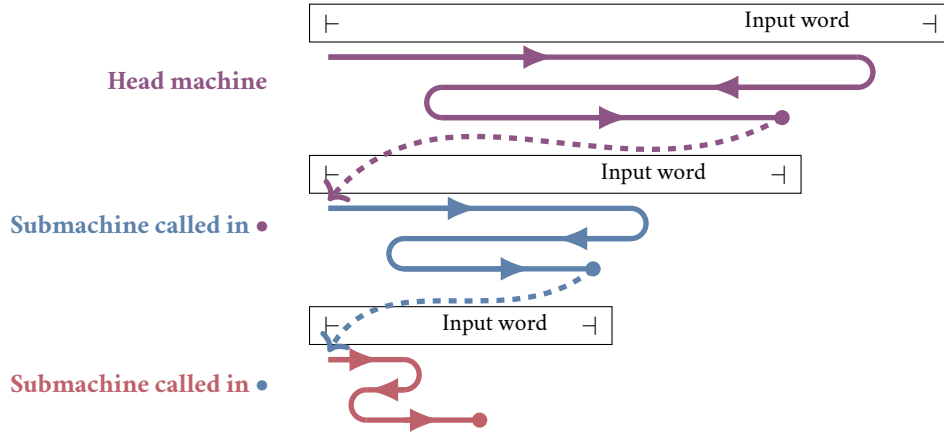 ⊢ Input word ⊣
Head machine
⊢ Input word ⊣
Submachine called in •
⊢ Input word ⊣
Submachine called in •